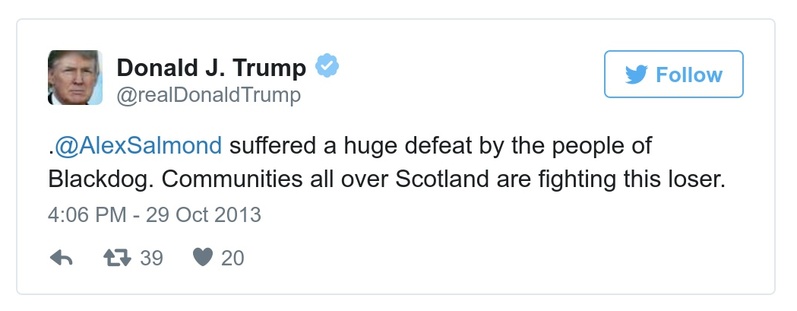 Donald J. Trump
@realDonaldTrump
Follow
.@AlexSalmond suffered a huge defeat by the people of
Blackdog. Communities all over Scotland are fighting this loser.
4:06 PM - 29 Oct 2013
39 20